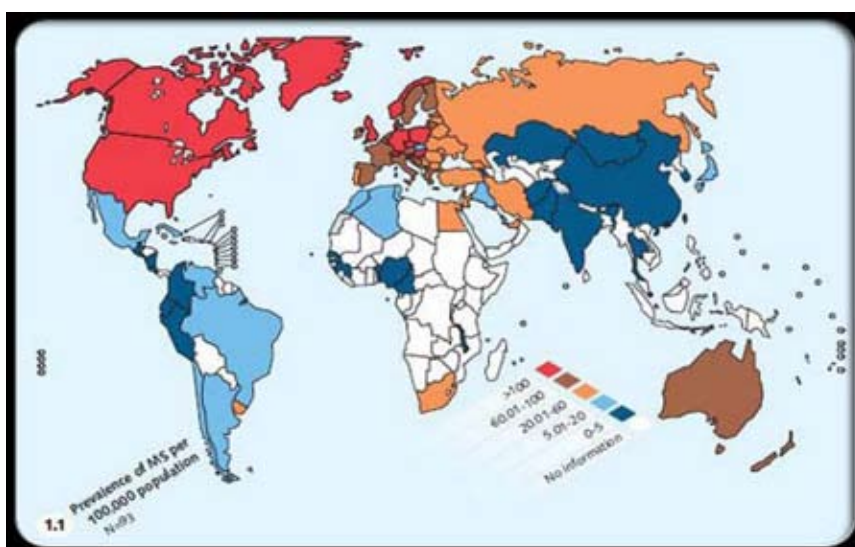 >100
60.01-100
20.01-60
5.01-20
0-5
No information
Prevalence of MS per
100,000 population
N=93
1.1